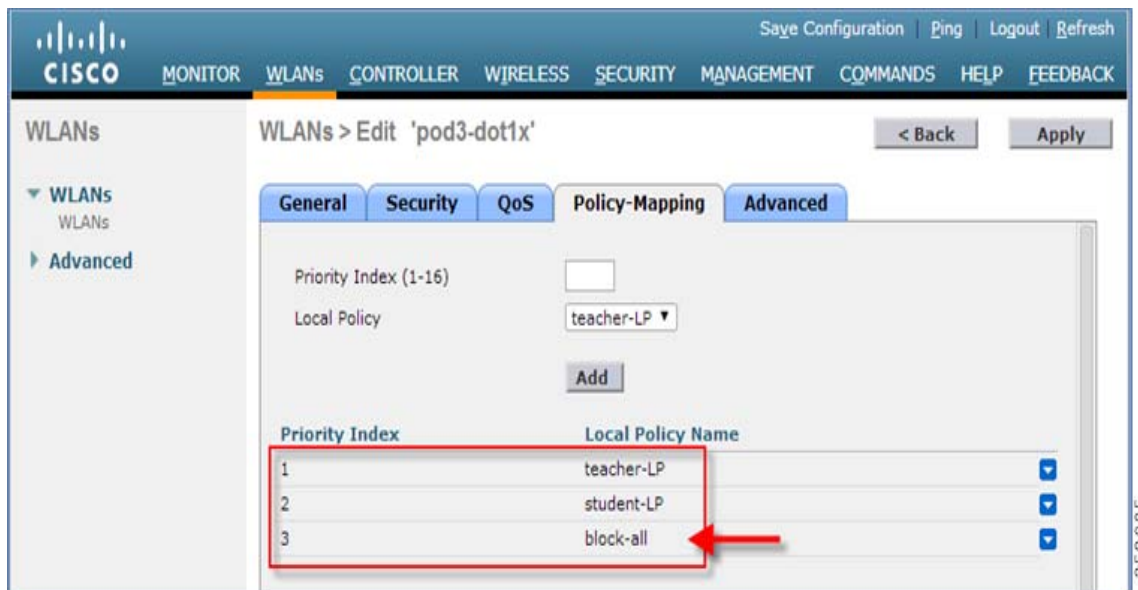 Save Configuration | Ping | Logout | Refresh
CISCO MONITOR WLANs CONTROLLER WIRELESS SECURITY MANAGEMENT COMMANDS HELP FEEDBACK
WLANs
WLANs > Edit 'pod3-dot1x'
< Back
Apply
WLANs
WLANs
Advanced
General Security QoS Policy-Mapping Advanced
Priority Index (1-16)
Local Policy teacher-LP
Add
Priority Index Local Policy Name
1 teacher-LP
2 student-LP
3 block-all